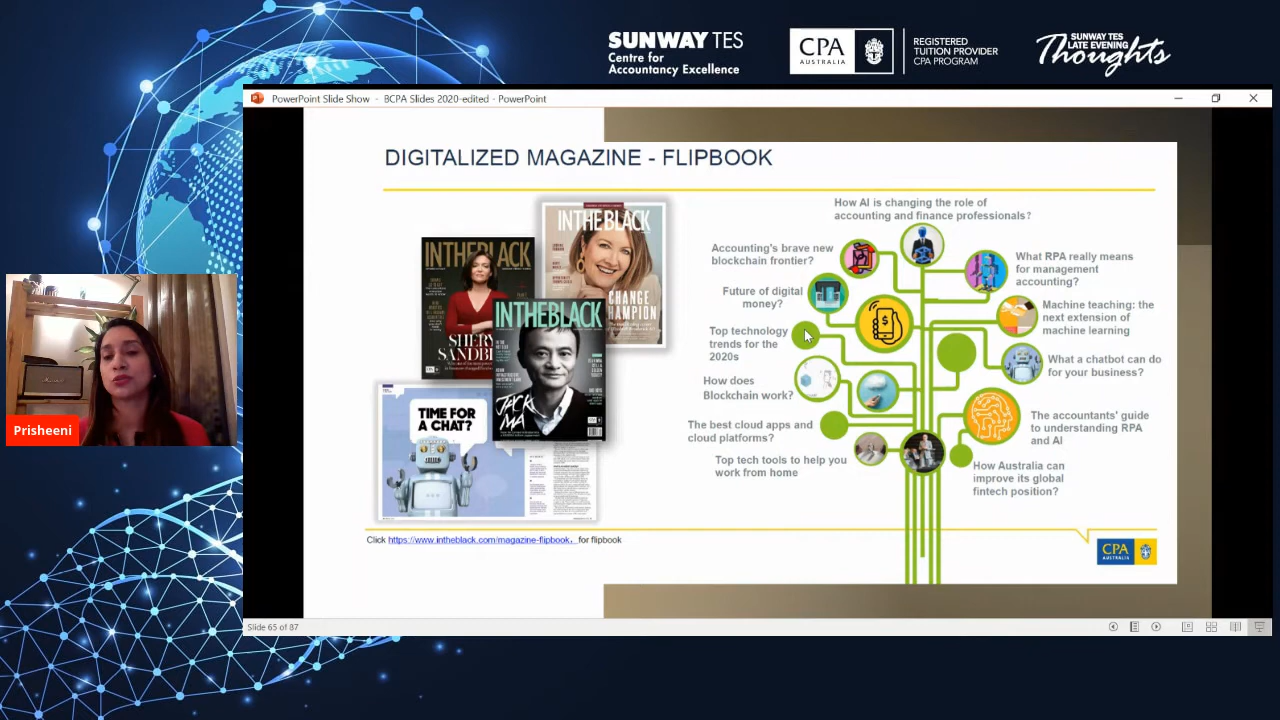 SUNWAY TES
Centre for
Accountancy Excellence
CPA
AUSTRALIA
REGISTERED
TUITION PROVIDER
CPA PROGRAM
SUNWAY TES
LATE EVENING
Thoughts
PowerPoint Slide Show - BCPA Slides 2020-edited - PowerPoint
DIGITALIZED MAGAZINE - FLIPBOOK
INTHEBLACK
CHANGE
CHAMPION
INTHEBLACK
SHERYL
SANDB
INTHEBLACK
JACK
MA
TIME FOR
A CHAT?
How AI is changing the role of
accounting and finance professionals?
Accounting's brave new
blockchain frontier?
What RPA really means
for management
accounting?
Future of digital
money?
Machine teaching: the
next extension of
machine learning
Top technology
trends for the
2020s
What a chatbot can do
for your business?
How does
Blockchain work?
The accountants' guide
to understanding RPA
and AI
The best cloud apps and
cloud platforms?
Top tech tools to help you
work from home
How Australia can
improve its global
fintech position?
Click https://www.intheblack.com/magazine-flipbook, for flipbook
CPA
Prisheeni
Slide 65 of 87